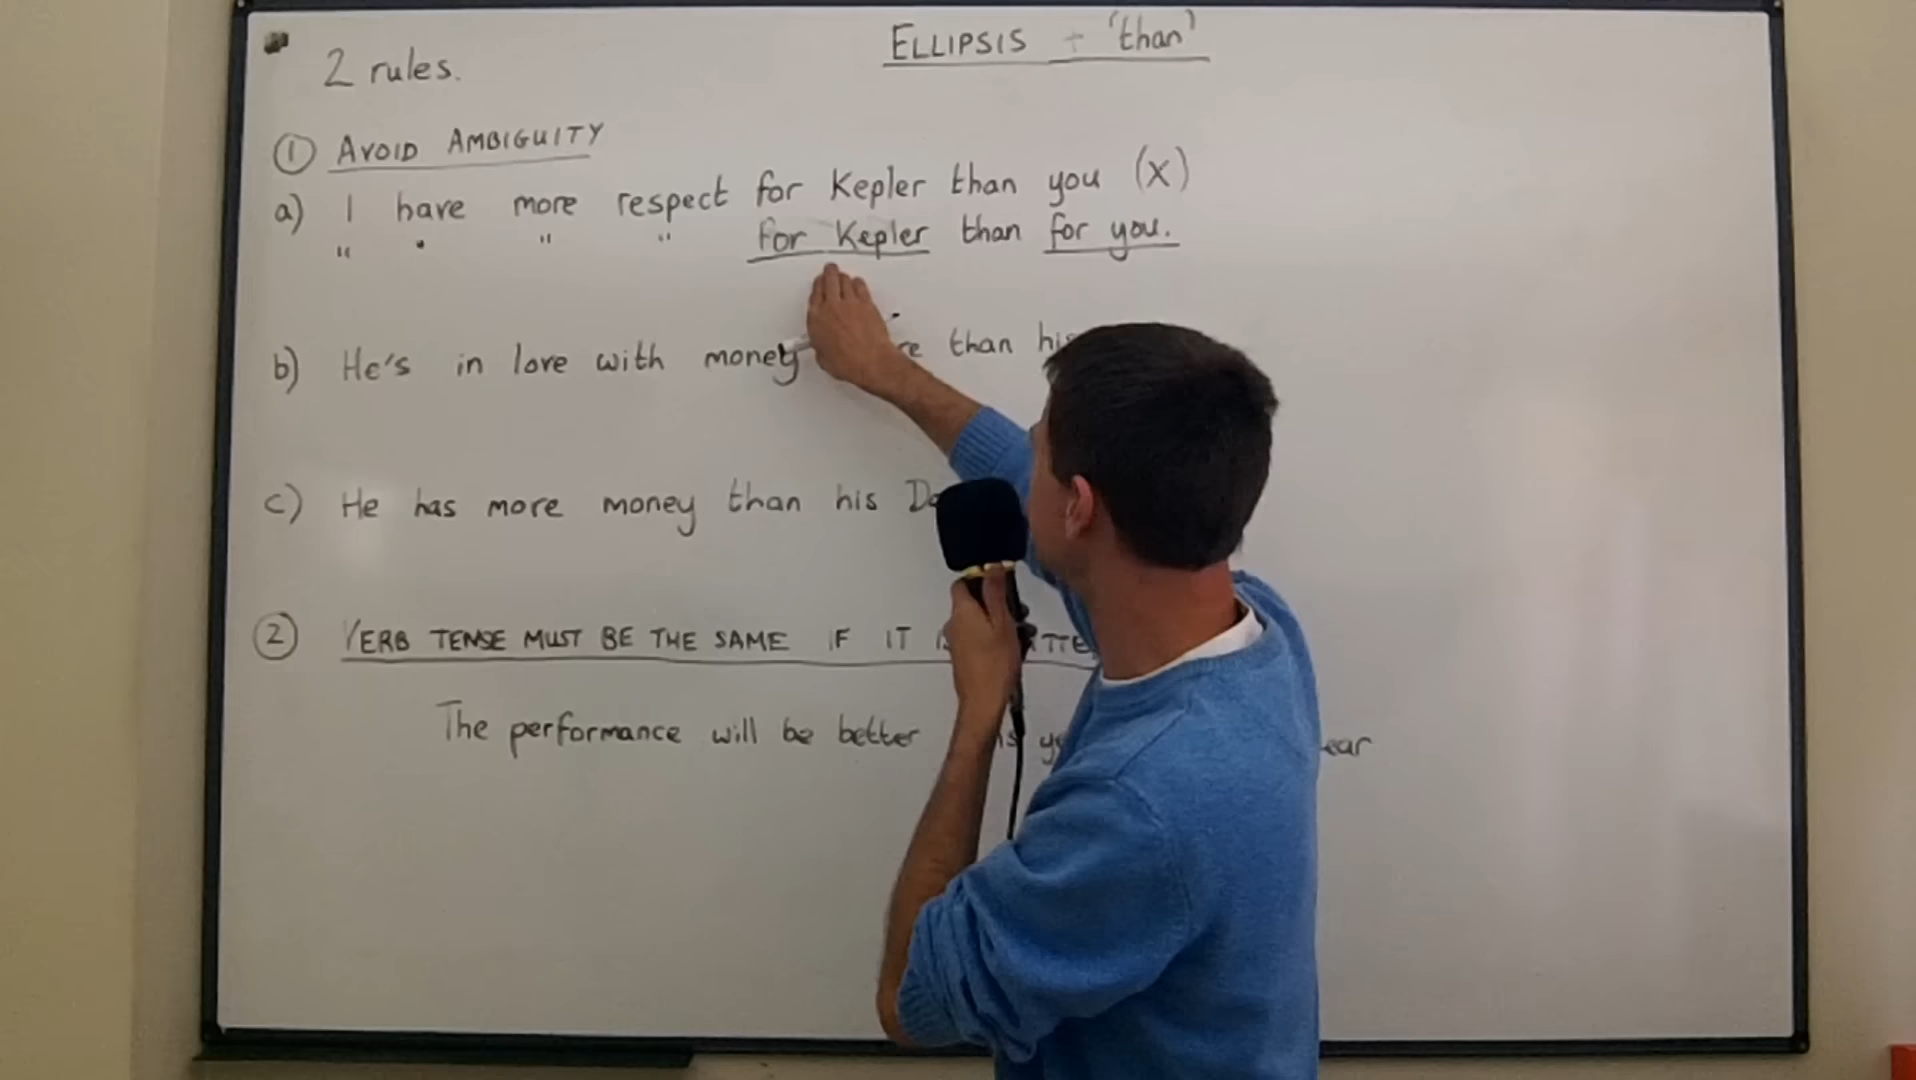 ELLIPSIS + 'than'
2 rules.
① AVOID AMBIGUITY
a) I have more respect for Kepler than you (x)
" " " " for Kepler than for you.
b) He's in love with money than
c) He has more money than his
② VERB TENSE MUST BE THE SAME IF IT
The performance will be better